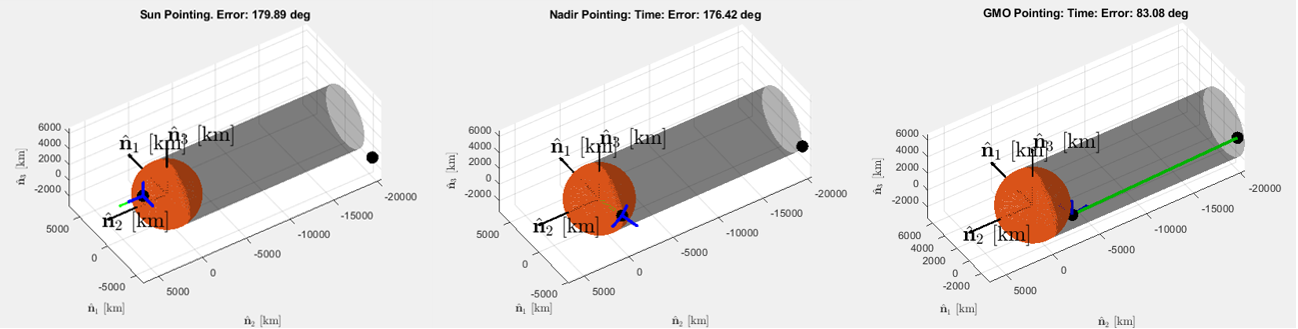 Sun Pointing. Error: 179.89 deg
6000
4000
2000
0
-2000
n̂₃ [km]
n̂₁ [km]
n̂₃ [km]
n̂₂ [km]
5000
0
-5000
n̂₁ [km]
5000
0
-5000
-10000
-15000
-20000
n̂₂ [km]
Nadir Pointing: Time: Error: 176.42 deg
6000
4000
2000
0
-2000
n̂₃ [km]
n̂₁ [km]
n̂₃ [km]
n̂₂ [km]
5000
0
-5000
n̂₁ [km]
5000
0
-5000
-10000
-15000
-20000
n̂₂ [km]
GMO Pointing: Time: Error: 83.08 deg
6000
4000
2000
0
-2000
n̂₃ [km]
n̂₁ [km]
n̂₃ [km]
n̂₂ [km]
6000
4000
2000
0
-2000
n̂₁ [km]
5000
0
-5000
-10000
-15000
-20000
n̂₂ [km]